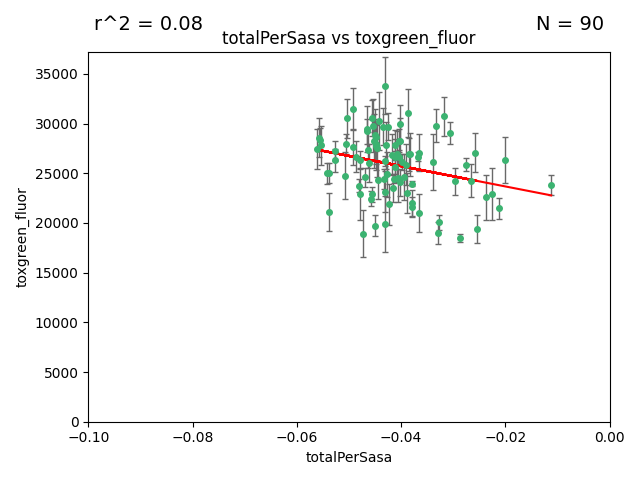 r^2 = 0.08
N = 90
totalPerSasa vs toxgreen_fluor
35000
30000
25000
20000
15000
10000
5000
0
toxgreen_fluor
−0.10
−0.08
−0.06
−0.04
−0.02
0.00
totalPerSasa